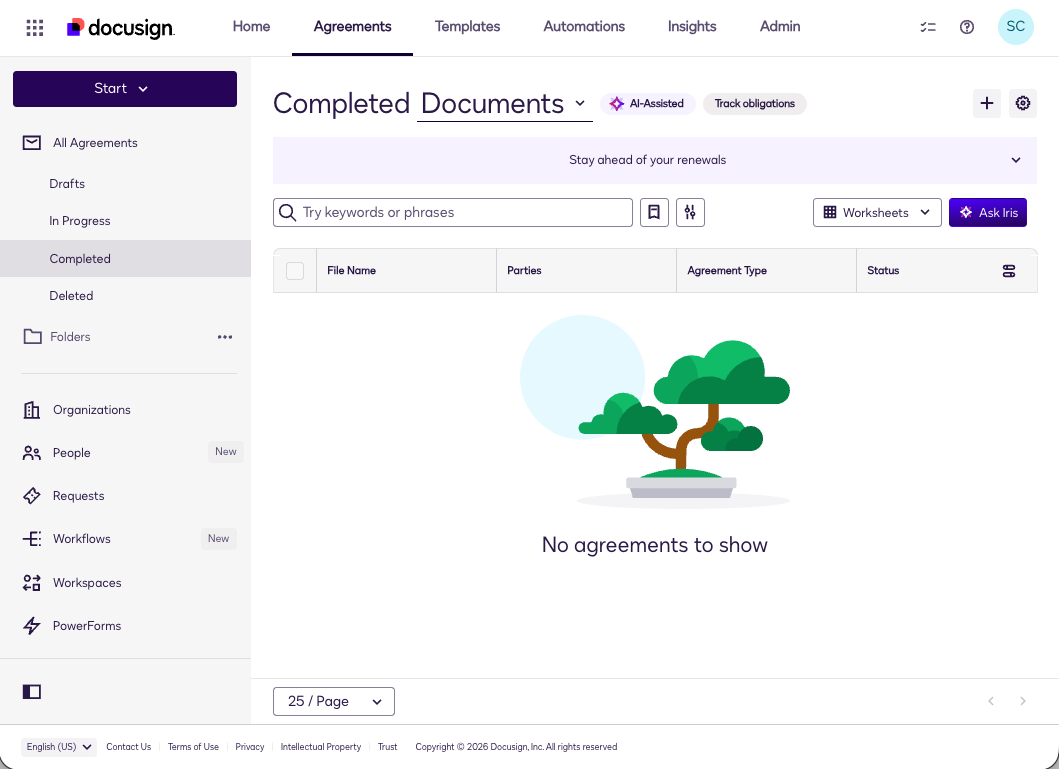 docusign
Home
Agreements
Templates
Automations
Insights
Admin
SC
Start
All Agreements
Drafts
In Progress
Completed
Deleted
Folders
Organizations
People New
Requests
Workflows New
Workspaces
PowerForms
Completed Documents AI-Assisted Track obligations
Stay ahead of your renewals
Try keywords or phrases
Worksheets
Ask Iris
File Name Parties Agreement Type Status
No agreements to show
25 / Page
English (US) Contact Us Terms of Use Privacy Intellectual Property Trust Copyright © 2026 Docusign, Inc. All rights reserved